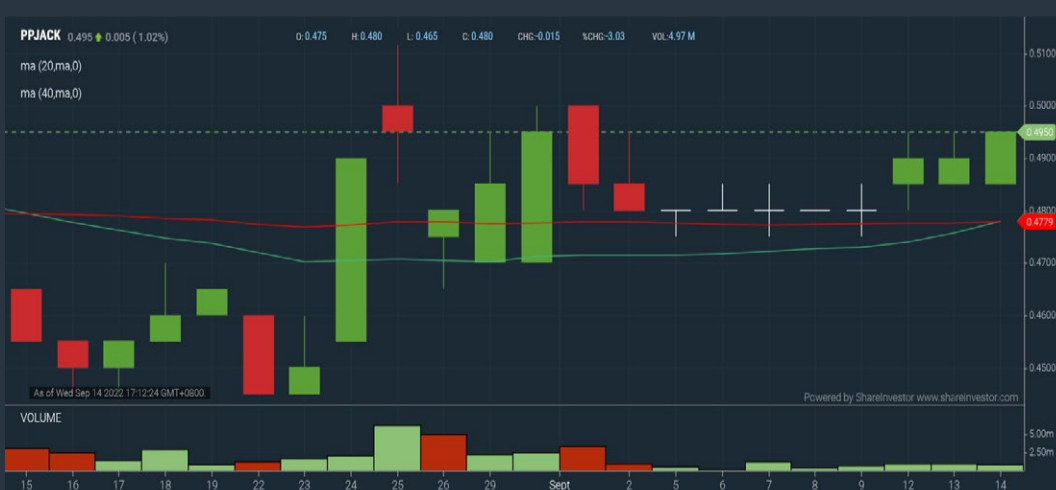 PPJACK 0.495 0.005 ( 1.02%) O: 0.475 H: 0.480 L: 0.465 C: 0.480 CHG:-0.015 %CHG:-3.03 VOL:4.97 M
ma (20,ma,0)
ma (40,ma,0)
0.5100
0.5000
0.4950
0.4900
0.4800
0.4779
0.4700
0.4600
0.4500
As of Wed Sep 14 2022 17:12:24 GMT+0800.
Powered by ShareInvestor www.shareinvestor.com
VOLUME
5.00m
2.50m
15 16 17 18 19 22 23 24 25 26 29 Sept 2 5 6 7 8 9 12 13 14